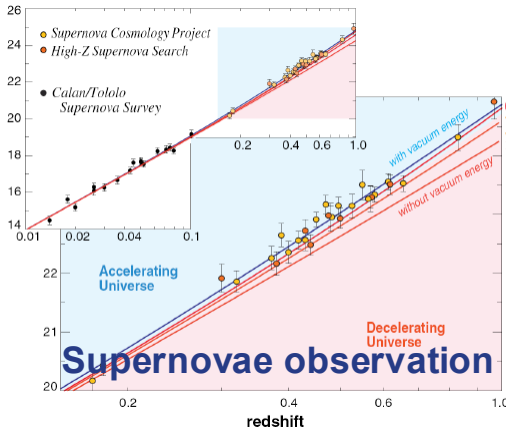 26
24
22
20
18
16
14
Supernova Cosmology Project
High-Z Supernova Search
Calan/Tololo
Supernova Survey
0.01 0.02 0.04 0.1
0.2 0.4 0.6 1.0
with vacuum energy
without vacuum energy
22
21
20
Accelerating
Universe
Decelerating
Universe
Supernovae observation
0.2 0.4 0.6 1.0
redshift